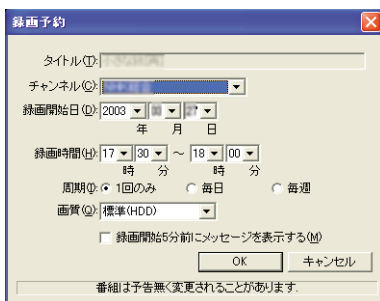 録画予約
タイトル(T):
チャンネル(C):
録画開始日(D): 2003
年 月 日
録画時間(H): 17 30 ～ 18 00
時 分 時 分
周期(I): 1回のみ 毎日 毎週
画質(Q): 標準(HDD)
録画開始5分前にメッセージを表示する(M)
OK キャンセル
番組は予告無く変更されることがあります.